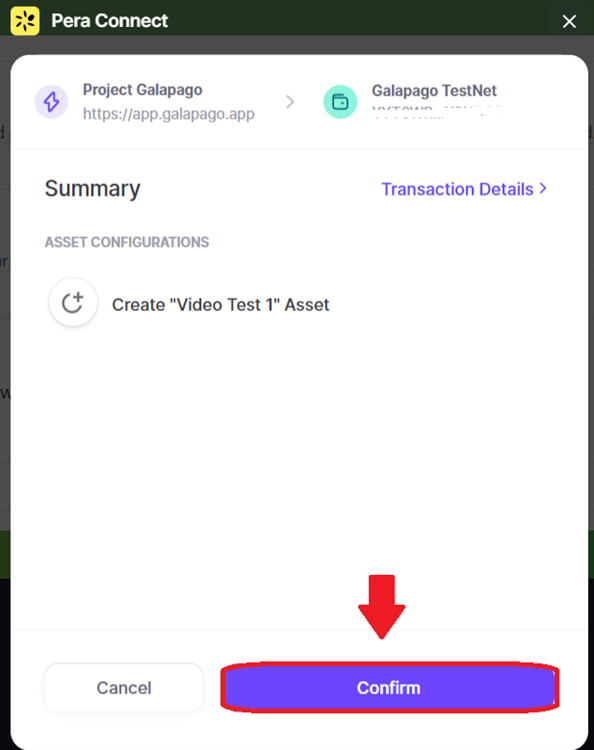 Pera Connect
Project Galapago
https://app.galapago.app
Galapago TestNet
Summary
Transaction Details
ASSET CONFIGURATIONS
Create "Video Test 1" Asset
Cancel
Confirm